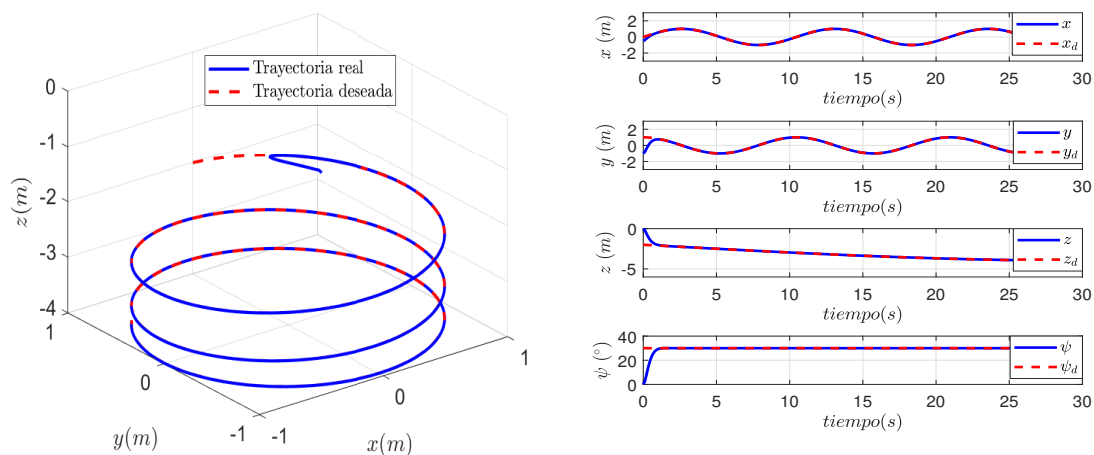 Trayectoria real
Trayectoria deseada
0
-1
-2
-3
-4
z(m)
1
0
-1
y(m)
-1
0
1
x(m)
2
0
-2
x (m)
x
x_d
0 5 10 15 20 25 30
tiempo(s)
2
0
-2
y (m)
y
y_d
0 5 10 15 20 25 30
tiempo(s)
0
-5
z (m)
z
z_d
0 5 10 15 20 25 30
tiempo(s)
40
20
0
ψ (°)
ψ
ψ_d
0 5 10 15 20 25 30
tiempo(s)